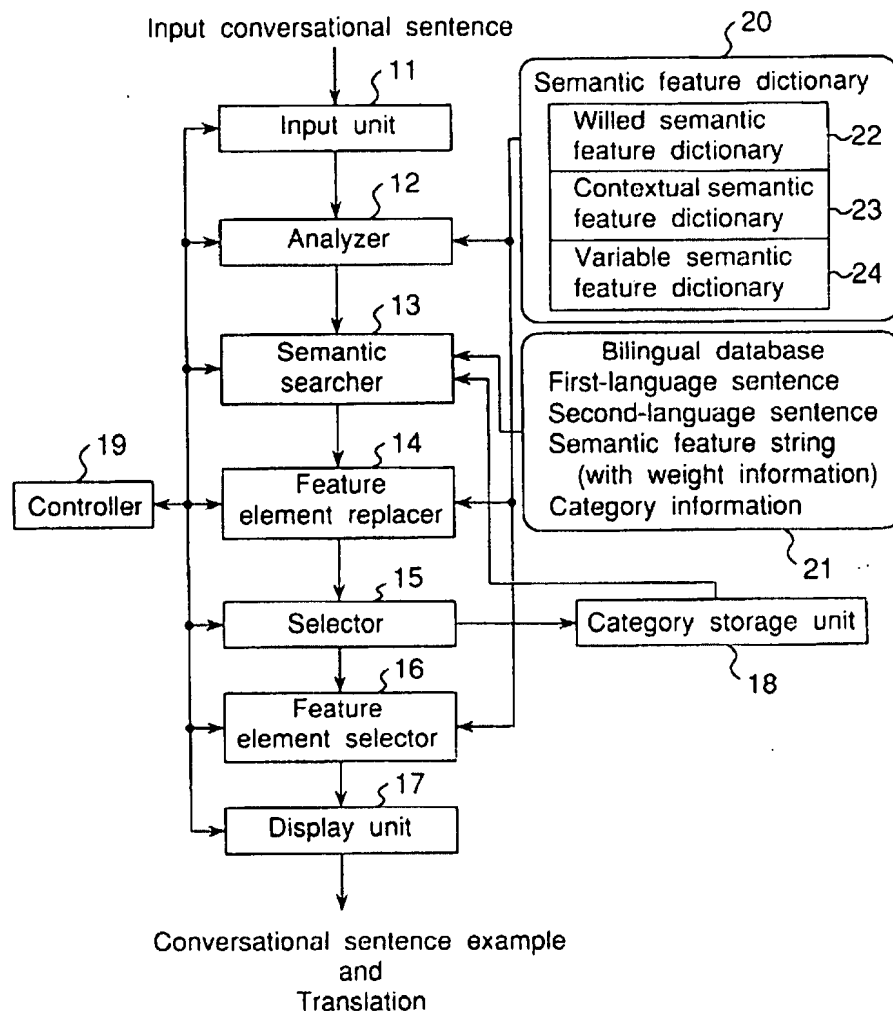 Input conversational sentence
11
Input unit
12
Analyzer
13
Semantic
searcher
14
Feature
element replacer
15
Selector
16
Feature
element selector
17
Display unit
Conversational sentence example
and
Translation
19
Controller
20
Semantic feature dictionary
Willed semantic
feature dictionary
22
Contextual semantic
feature dictionary
23
Variable semantic
feature dictionary
24
Bilingual database
First-language sentence
Second-language sentence
Semantic feature string
(with weight information)
Category information
21
Category storage unit
18